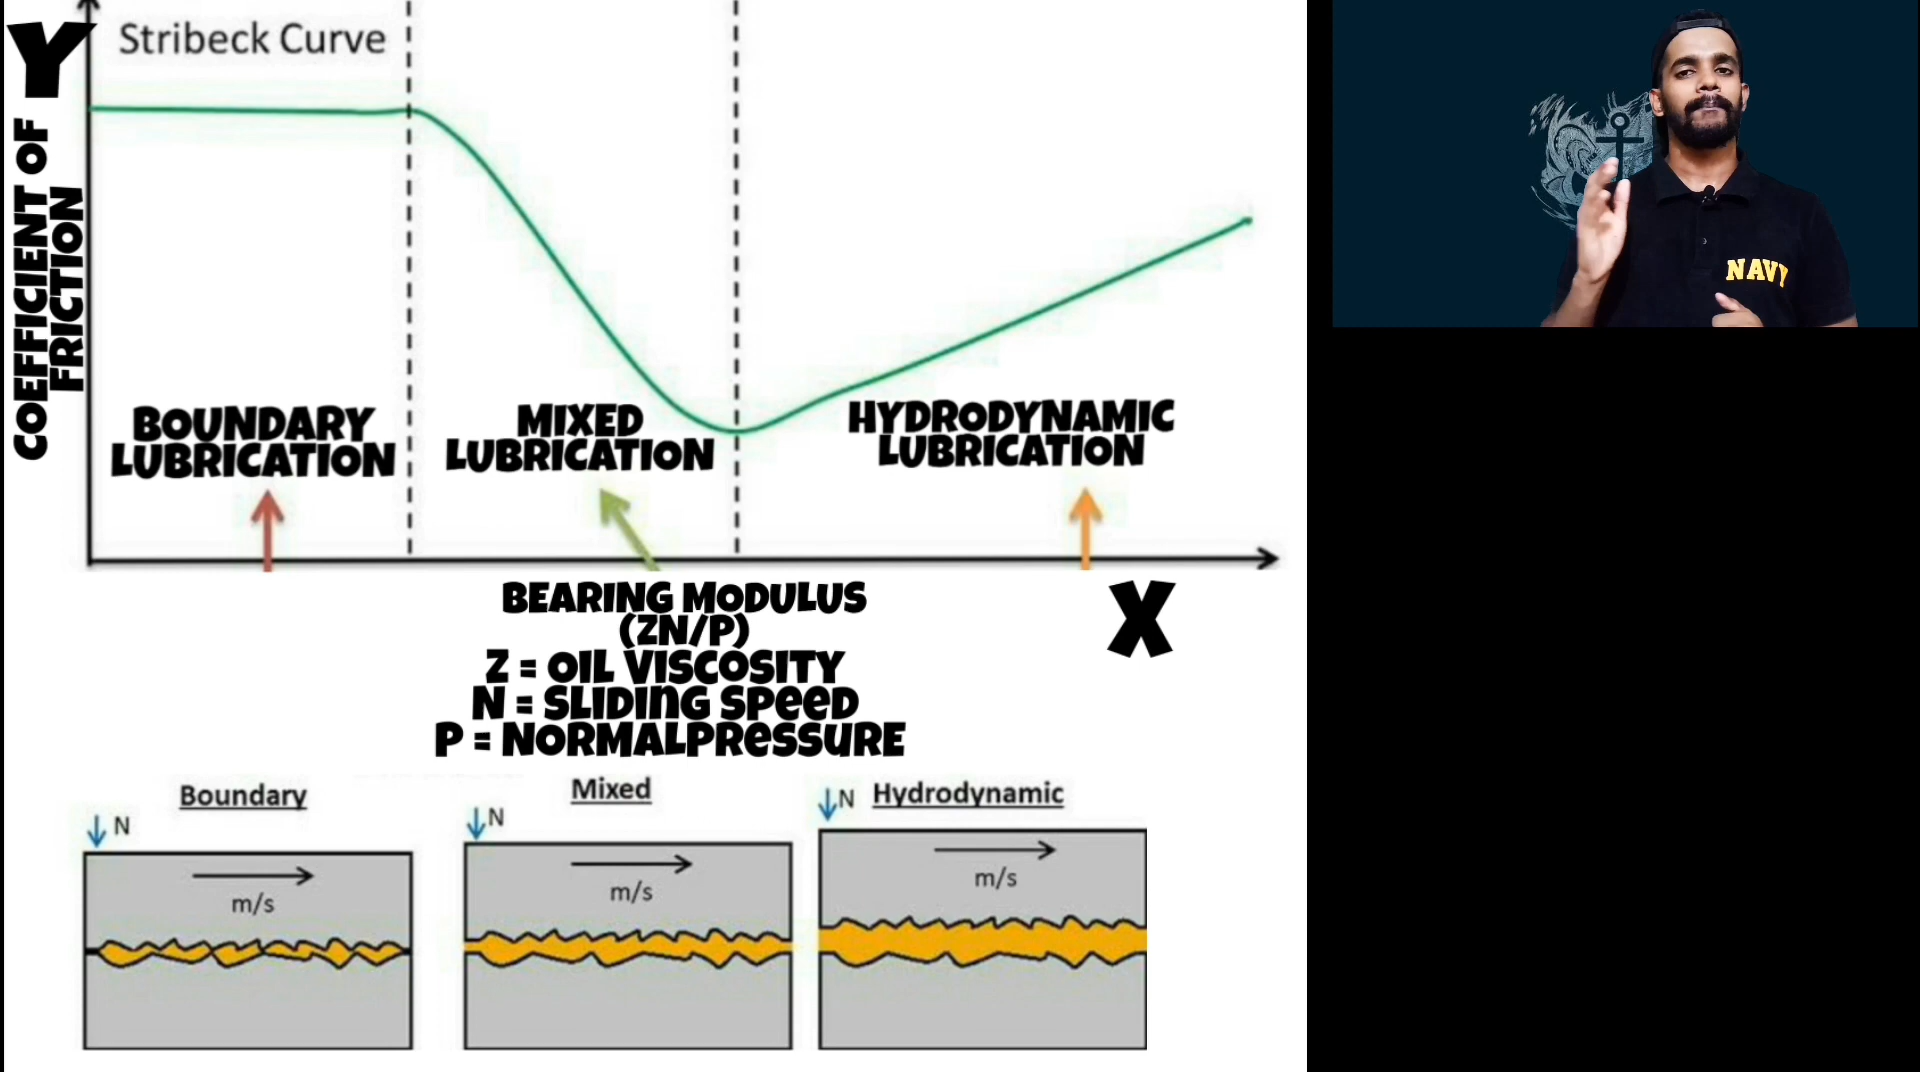 Y
Stribeck Curve
COEFFICIENT OF
FRICTION
BOUNDARY
LUBRICATION
MIXED
LUBRICATION
HYDRODYNAMIC
LUBRICATION
BEARING MODULUS
(ZN/P)
X
Z = OIL VISCOSITY
N = SLIDING SPEED
P = NORMALPRESSURE
Boundary
N
m/s
Mixed
N
m/s
Hydrodynamic
N
m/s
NAVY